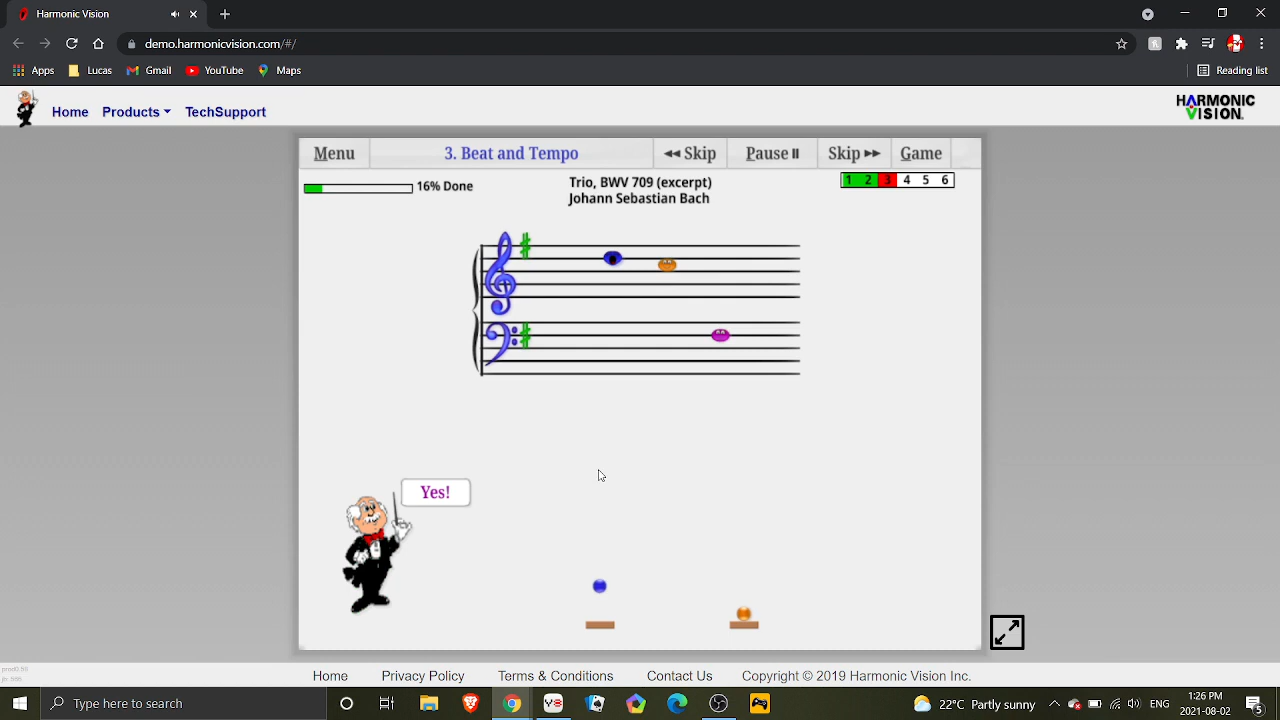 Harmonic Vision
demo.harmonicvision.com/#/
Apps Lucas Gmail YouTube Maps Reading list
Home Products TechSupport HARMONIC VISION.
Menu 3. Beat and Tempo Skip Pause Skip Game
16% Done Trio, BWV 709 (excerpt) 1 2 3 4 5 6
Johann Sebastian Bach
Yes!
Home Privacy Policy Terms & Conditions Contact Us Copyright © 2019 Harmonic Vision Inc.
Type here to search 22°C Partly sunny ENG 1:26 PM
2021-08-02